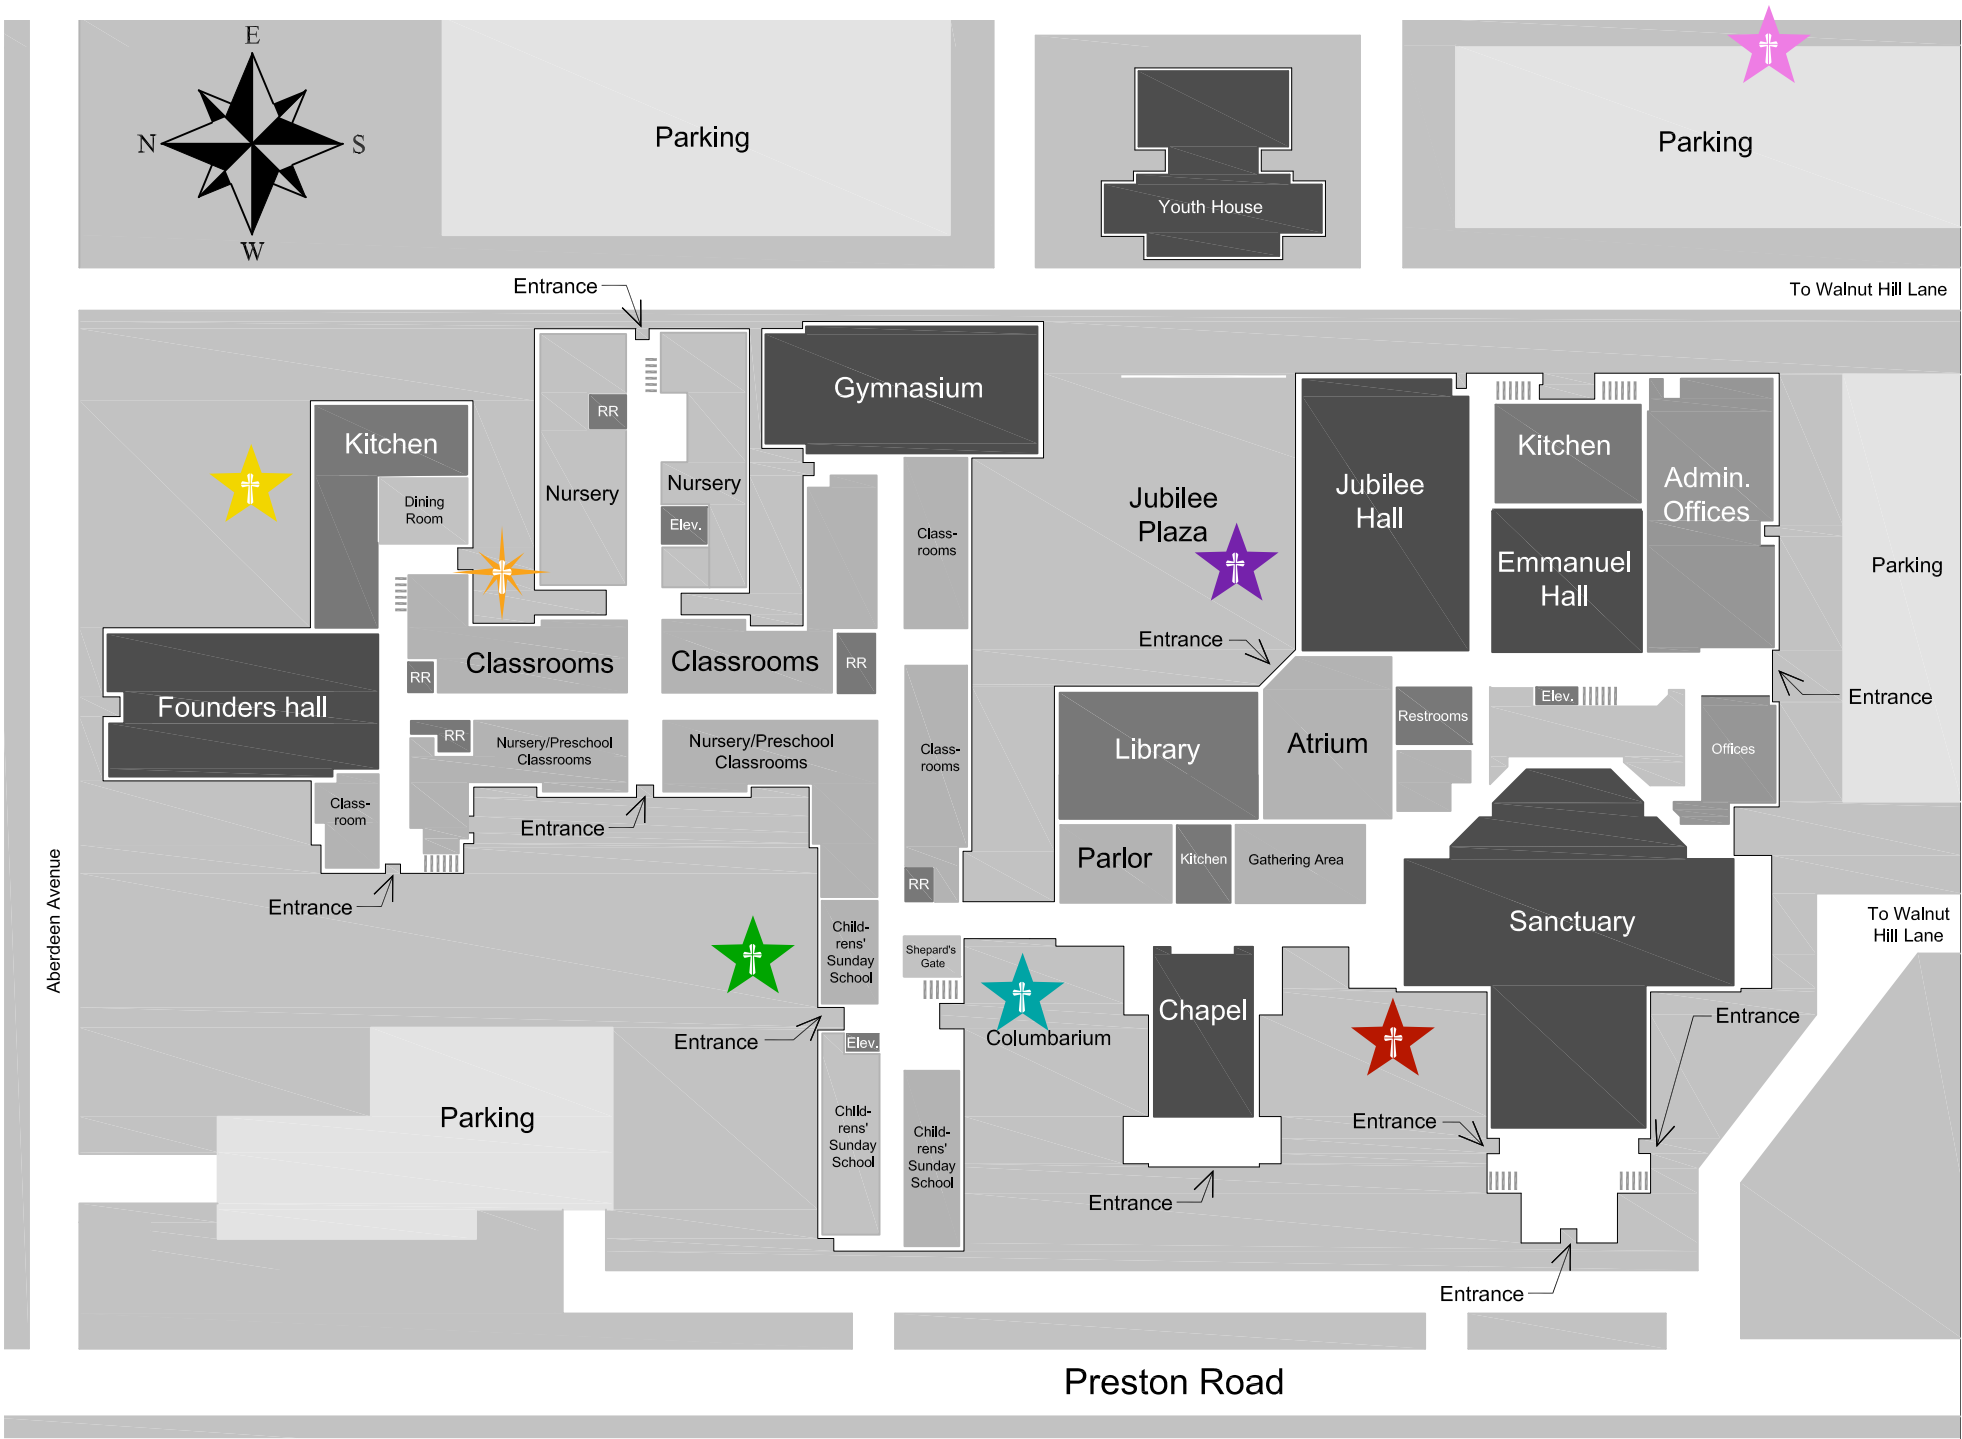 E
N
S
W
Parking
Youth House
Parking
Entrance
To Walnut Hill Lane
Kitchen
Dining
Room
RR
Nursery
Nursery
Elev.
Gymnasium
Class-
rooms
Jubilee
Plaza
Jubilee
Hall
Kitchen
Admin.
Offices
Emmanuel
Hall
Parking
Entrance
Founders hall
RR
Classrooms
Classrooms
RR
RR
Nursery/Preschool
Classrooms
Nursery/Preschool
Classrooms
Class-
rooms
Library
Atrium
Restrooms
Elev.
Offices
Entrance
Class-
room
Entrance
Entrance
RR
Parlor
Kitchen
Gathering Area
Sanctuary
To Walnut
Hill Lane
Aberdeen Avenue
Child-
rens'
Sunday
School
Shepard's
Gate
Columbarium
Chapel
Entrance
Entrance
Elev.
Parking
Child-
rens'
Sunday
School
Child-
rens'
Sunday
School
Entrance
Entrance
Entrance
Preston Road